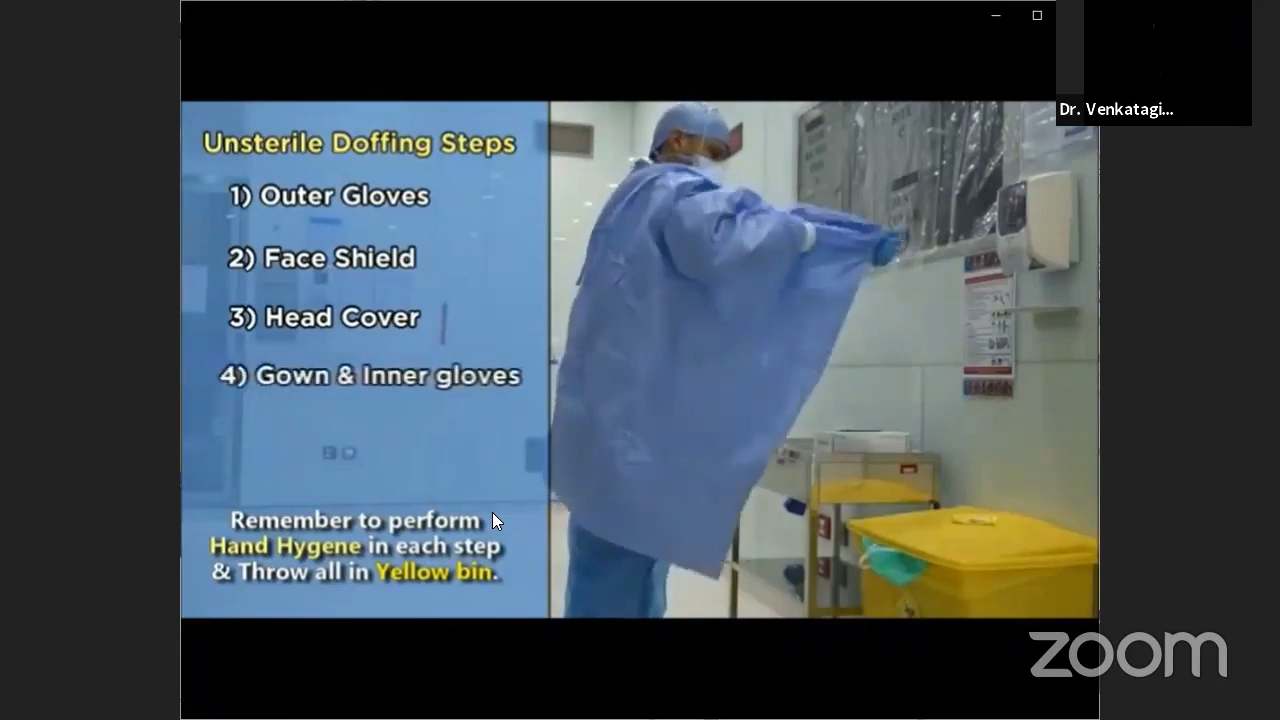 Dr. Venkatagi...
Unsterile Doffing Steps
1) Outer Gloves
2) Face Shield
3) Head Cover
4) Gown & Inner gloves
Remember to perform
Hand Hygene in each step
& Throw all in Yellow bin.
zoom